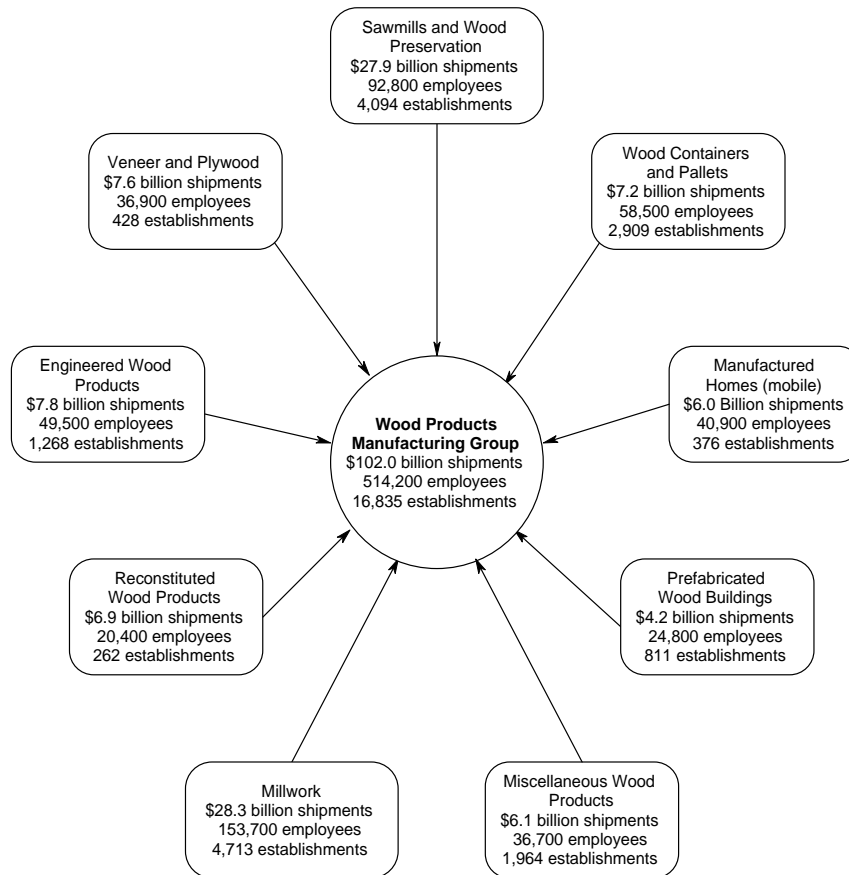 Sawmills and Wood
Preservation
$27.9 billion shipments
92,800 employees
4,094 establishments
Veneer and Plywood
$7.6 billion shipments
36,900 employees
428 establishments
Wood Containers
and Pallets
$7.2 billion shipments
58,500 employees
2,909 establishments
Engineered Wood
Products
$7.8 billion shipments
49,500 employees
1,268 establishments
Manufactured
Homes (mobile)
$6.0 Billion shipments
40,900 employees
376 establishments
Wood Products
Manufacturing Group
$102.0 billion shipments
514,200 employees
16,835 establishments
Reconstituted
Wood Products
$6.9 billion shipments
20,400 employees
262 establishments
Prefabricated
Wood Buildings
$4.2 billion shipments
24,800 employees
811 establishments
Millwork
$28.3 billion shipments
153,700 employees
4,713 establishments
Miscellaneous Wood
Products
$6.1 billion shipments
36,700 employees
1,964 establishments